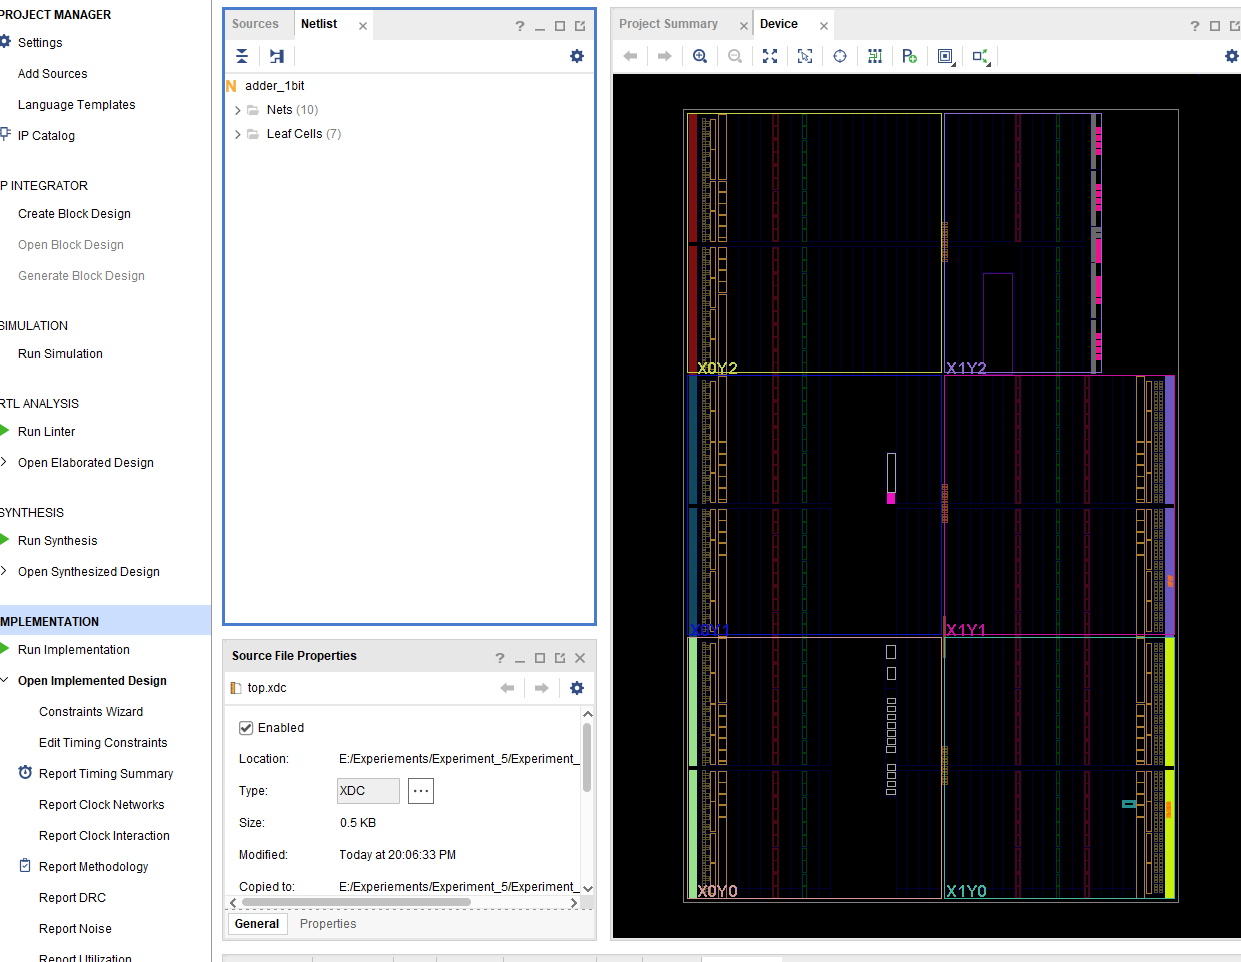 PROJECT MANAGER
Settings
Add Sources
Language Templates
IP Catalog
P INTEGRATOR
Create Block Design
Open Block Design
Generate Block Design
SIMULATION
Run Simulation
RTL ANALYSIS
Run Linter
Open Elaborated Design
SYNTHESIS
Run Synthesis
Open Synthesized Design
MPLEMENTATION
Run Implementation
Open Implemented Design
Constraints Wizard
Edit Timing Constraints
Report Timing Summary
Report Clock Networks
Report Clock Interaction
Report Methodology
Report DRC
Report Noise
Report Utilization
Sources Netlist
N adder_1bit
Nets (10)
Leaf Cells (7)
Source File Properties
top.xdc
Enabled
Location: E:/Experiements/Experiment_5/Experiment_
Type: XDC
Size: 0.5 KB
Modified: Today at 20:06:33 PM
Copied to: E:/Experiements/Experiment_5/Experiment_
General Properties
Project Summary Device
X0Y2 X1Y2
X0Y1 X1Y1
X0Y0 X1Y0